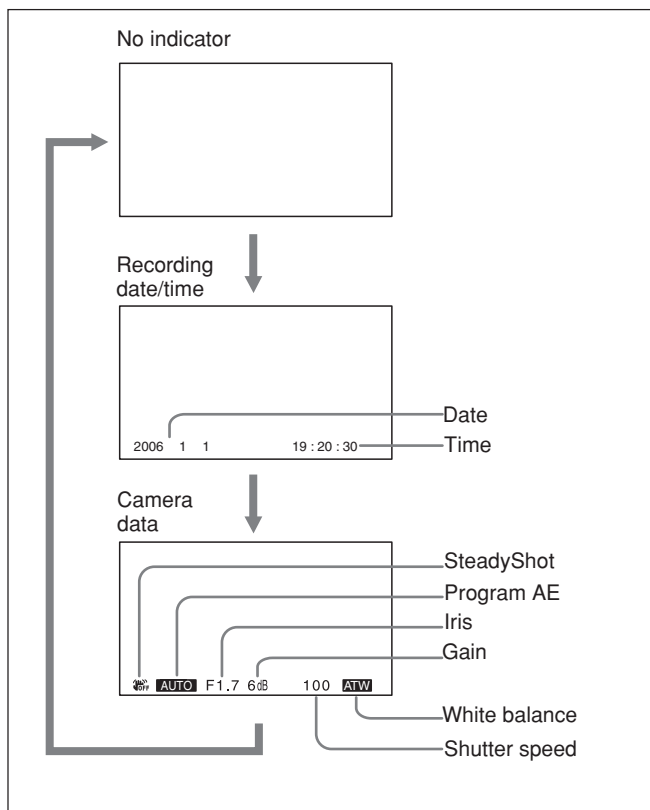 No indicator
Recording
date/time
Date
2006 1 1 19 : 20 : 30
Time
Camera
data
SteadyShot
Program AE
Iris
Gain
OFF AUTO F1.7 6dB 100 ATW
White balance
Shutter speed